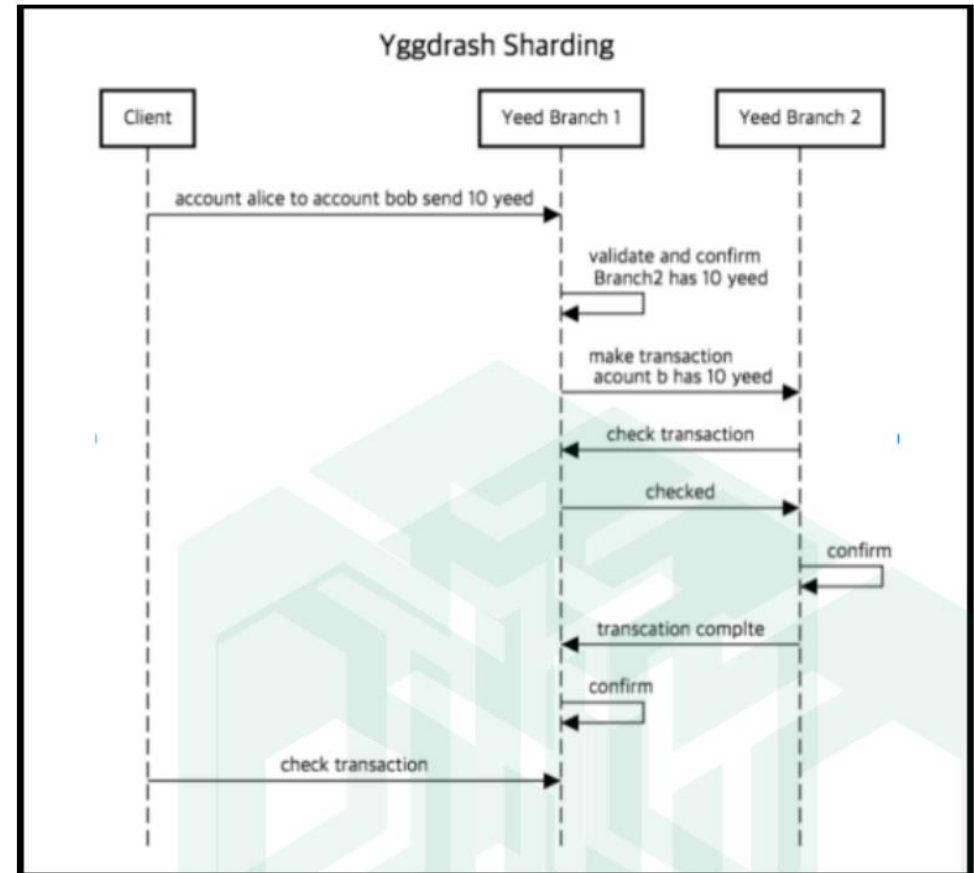 Yggdrash Sharding
Client
Yeed Branch 1
Yeed Branch 2
account alice to account bob send 10 yeed
validate and confirm
Branch2 has 10 yeed
make transaction
acount b has 10 yeed
check transaction
checked
confirm
transcation complte
confirm
check transaction